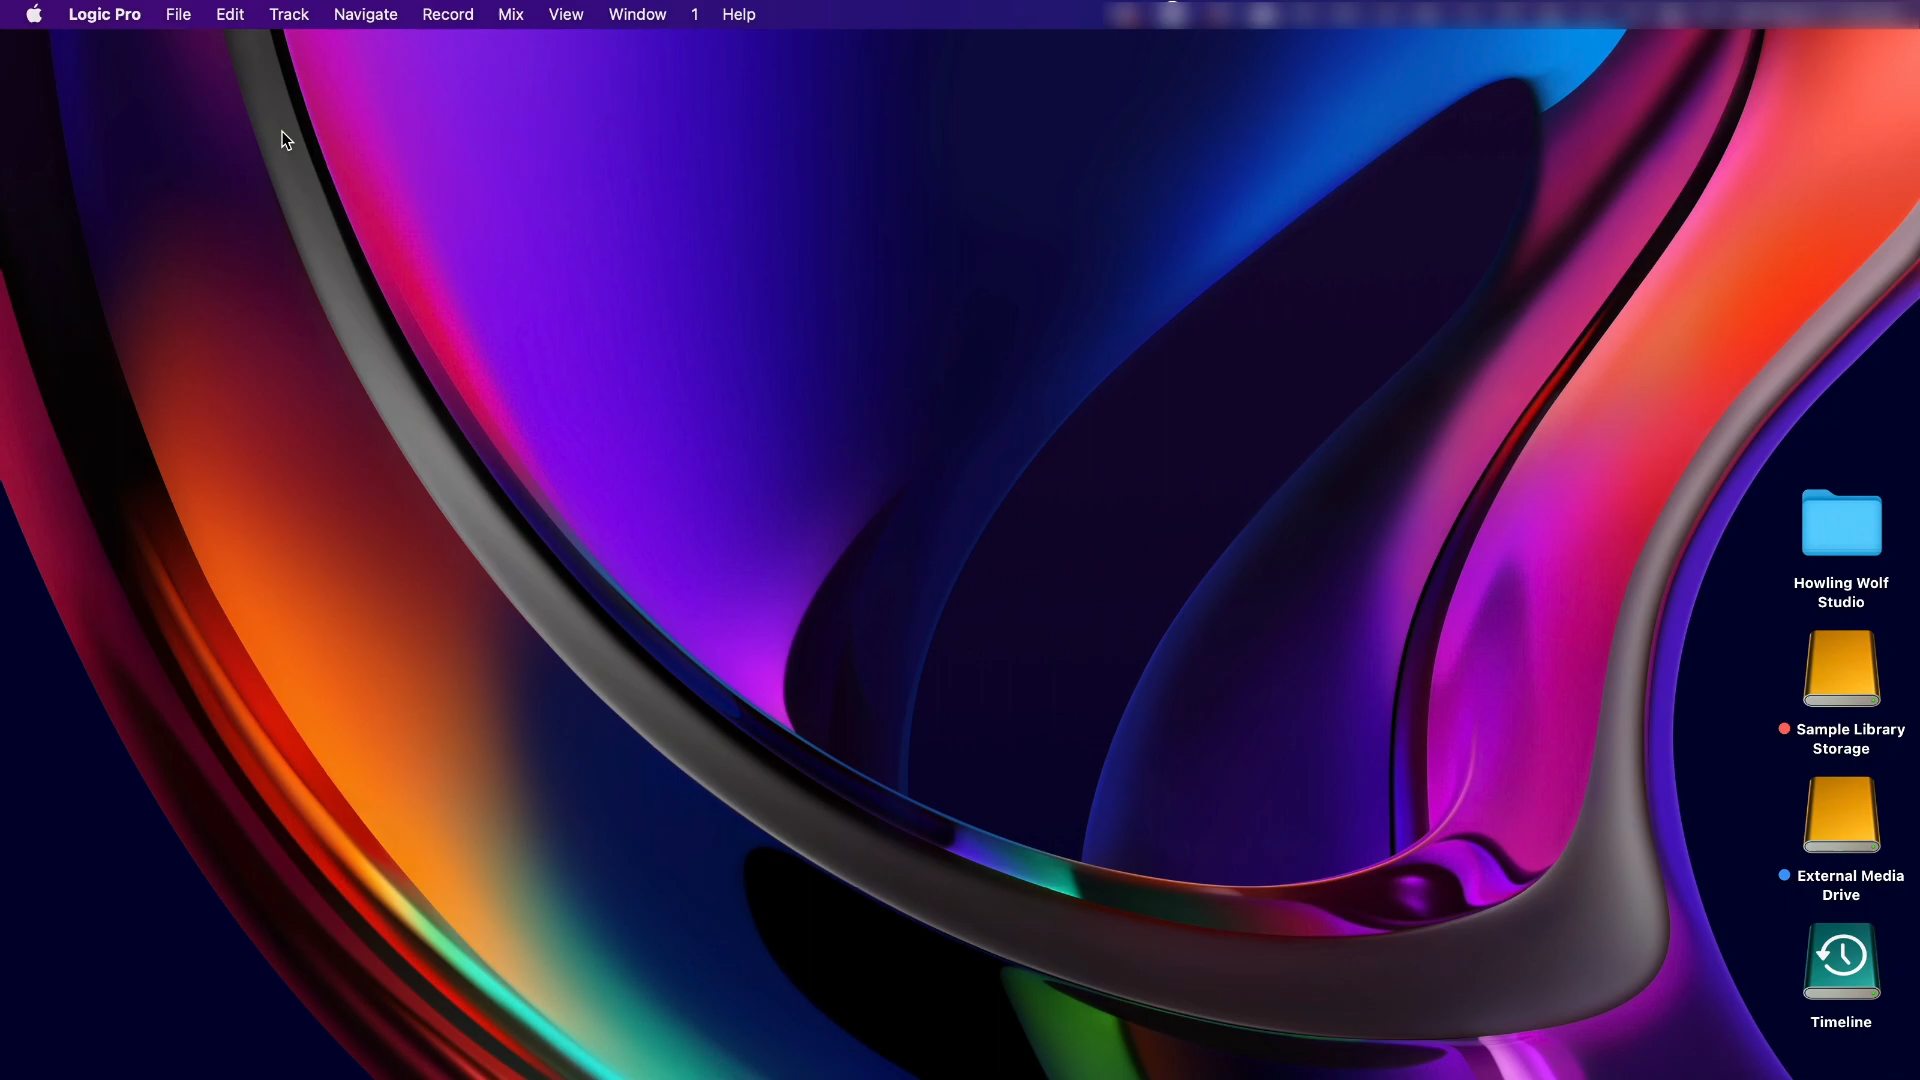 Logic Pro File Edit Track Navigate Record Mix View Window 1 Help
Howling Wolf
Studio
Sample Library
Storage
External Media
Drive
Timeline